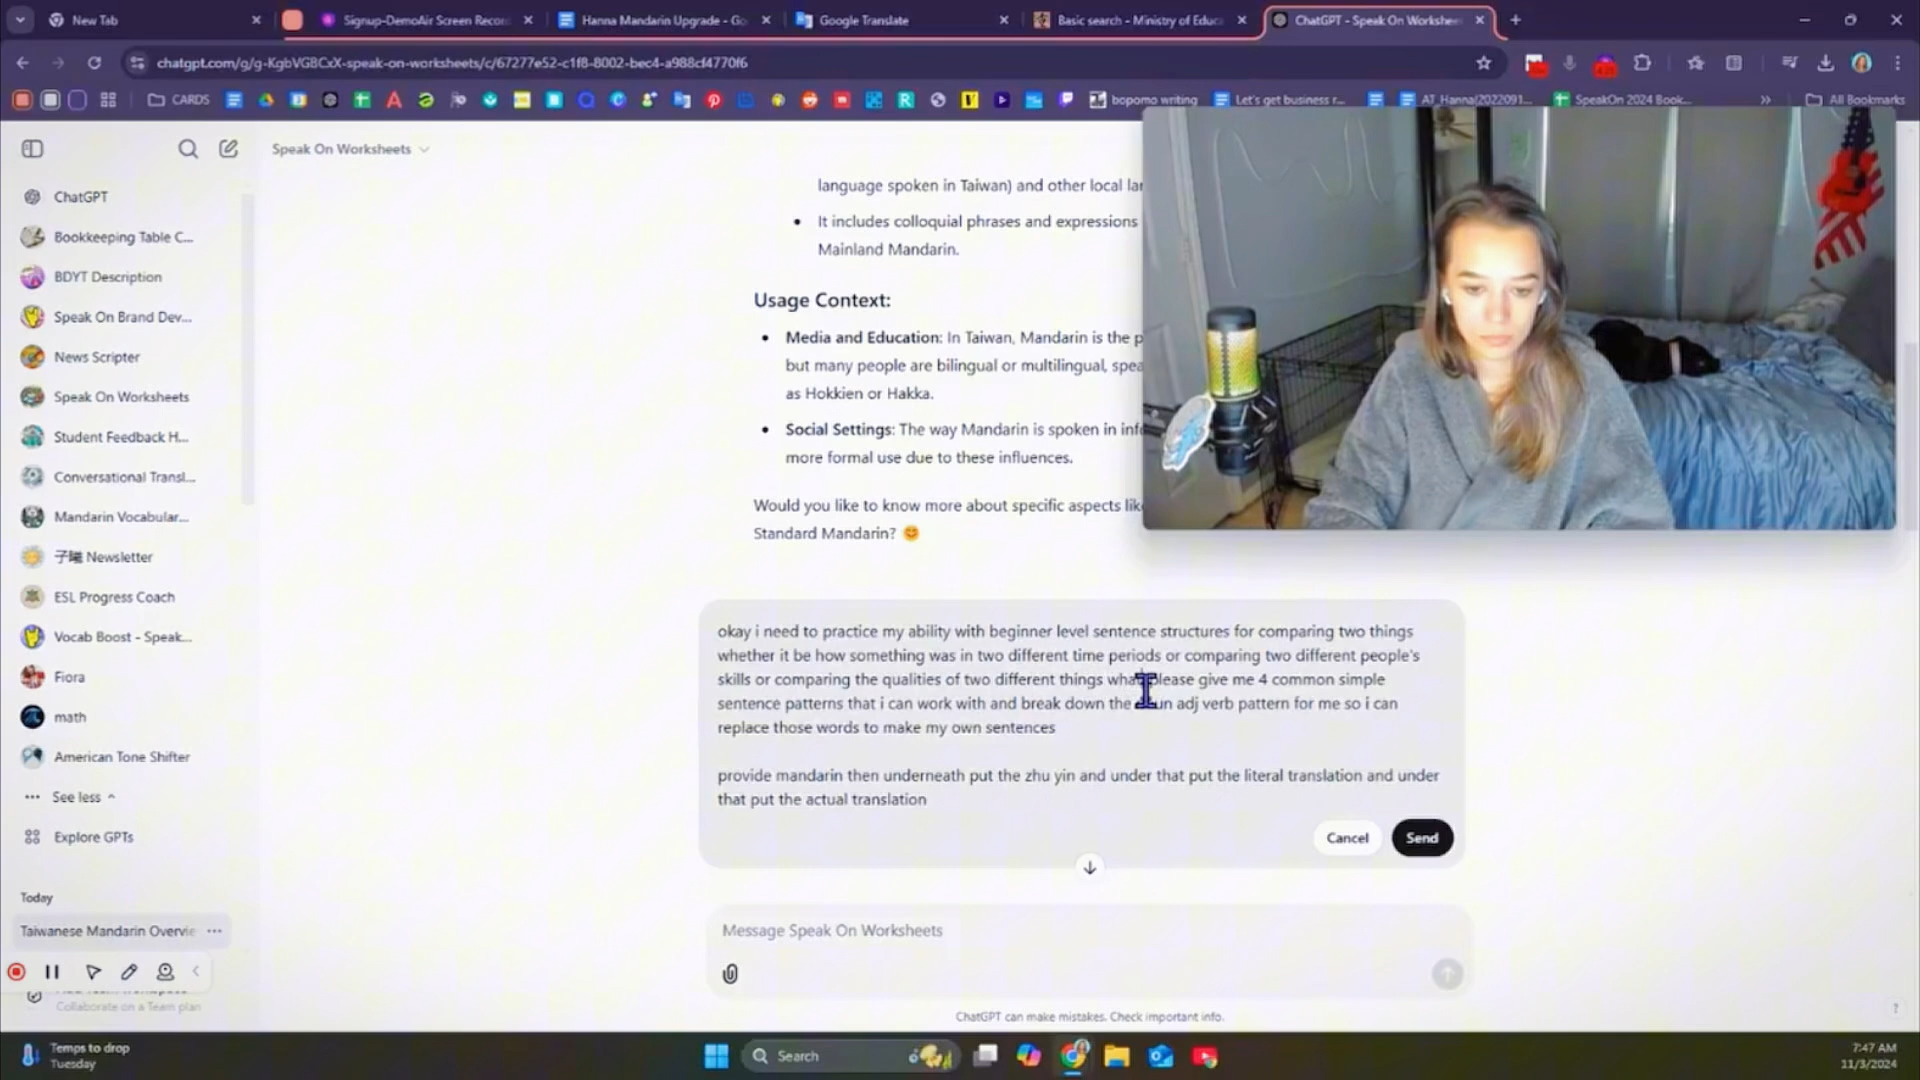 New Tab
Signup-DemoAir Screen Recor
Hanna Mandarin Upgrade - Go
Google Translate
Basic search - Ministry of Educ
ChatGPT - Speak On Workshee
chatgpt.com/g/g-KgbVGBCxX-speak-on-worksheets/c/67277e52-c1f8-8002-bec4-a988cf4770f6
CARDS
bopomo writing
Let's get business r...
AT_Hanna(2022091...
SpeakOn 2024 Book...
All Bookmarks
Speak On Worksheets
ChatGPT
Bookkeeping Table C...
BDYT Description
Speak On Brand Dev...
News Scripter
Speak On Worksheets
Student Feedback H...
Conversational Transl...
Mandarin Vocabular...
子曦 Newsletter
ESL Progress Coach
Vocab Boost - Speak...
Fiora
math
American Tone Shifter
See less
Explore GPTs
Today
Taiwanese Mandarin Overvie
Collaborate on a Team plan
language spoken in Taiwan) and other local lan
It includes colloquial phrases and expressions
Mainland Mandarin.
Usage Context:
Media and Education: In Taiwan, Mandarin is the p
but many people are bilingual or multilingual, spea
as Hokkien or Hakka.
Social Settings: The way Mandarin is spoken in info
more formal use due to these influences.
Would you like to know more about specific aspects lik
Standard Mandarin? 😊
okay i need to practice my ability with beginner level sentence structures for comparing two things
whether it be how something was in two different time periods or comparing two different people's
skills or comparing the qualities of two different things what please give me 4 common simple
sentence patterns that i can work with and break down the noun adj verb pattern for me so i can
replace those words to make my own sentences
provide mandarin then underneath put the zhu yin and under that put the literal translation and under
that put the actual translation
Cancel
Send
Message Speak On Worksheets
ChatGPT can make mistakes. Check important info.
?
Temps to drop
Tuesday
Search
7:47 AM
11/3/2024